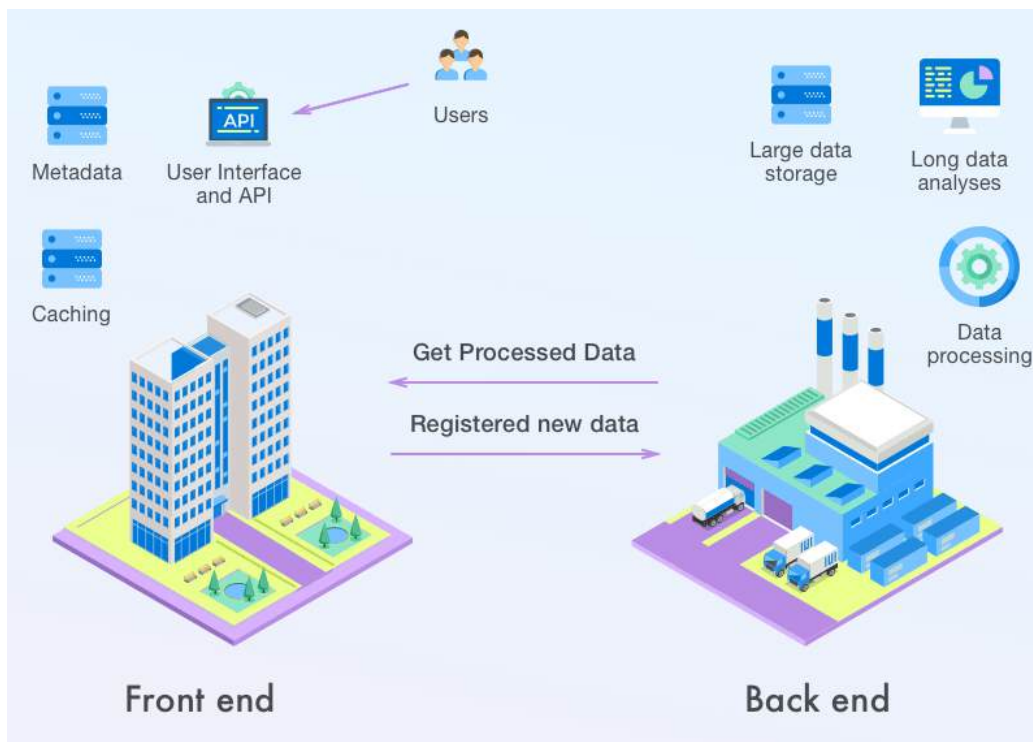 Users
API
Metadata
User Interface
and API
Caching
Large data
storage
Long data
analyses
Data
processing
Get Processed Data
Registered new data
Front end
Back end